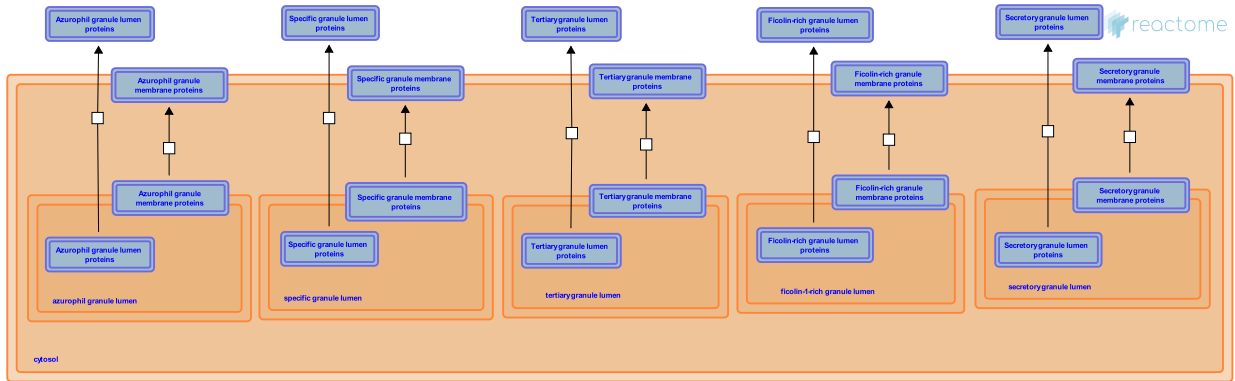 Azurophil granule lumen
proteins
Specific granule lumen
proteins
Tertiary granule lumen
proteins
Ficolin-rich granule lumen
proteins
Secretory granule lumen
proteins
reactome
Azurophil granule
membrane proteins
Specific granule membrane
proteins
Tertiary granule membrane
proteins
Ficolin-rich granule
membrane proteins
Secretory granule
membrane proteins
Azurophil granule
membrane proteins
Specific granule membrane
proteins
Tertiary granule membrane
proteins
Ficolin-rich granule
membrane proteins
Secretory granule
membrane proteins
Azurophil granule lumen
proteins
Specific granule lumen
proteins
Tertiary granule lumen
proteins
Ficolin-rich granule lumen
proteins
Secretory granule lumen
proteins
azurophil granule lumen
specific granule lumen
tertiary granule lumen
ficolin-1-rich granule lumen
secretory granule lumen
cytosol